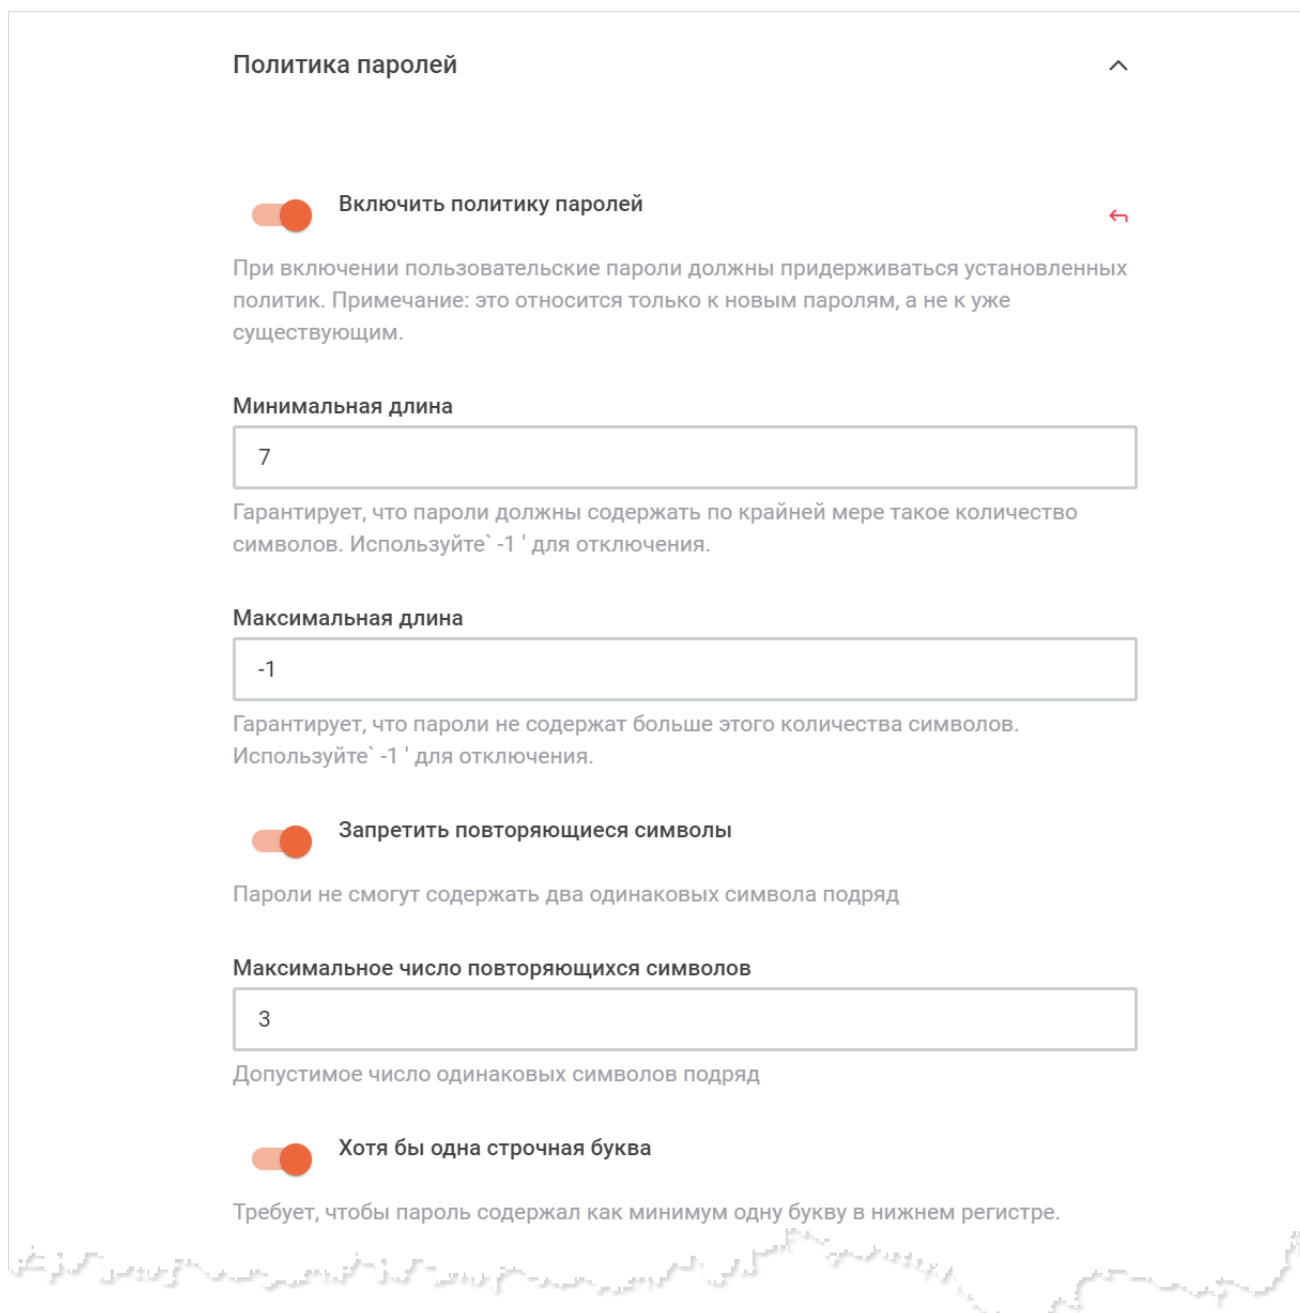 Политика паролей
Включить политику паролей
При включении пользовательские пароли должны придерживаться установленных
политик. Примечание: это относится только к новым паролям, а не к уже
существующим.
Минимальная длина
7
Гарантирует, что пароли должны содержать по крайней мере такое количество
символов. Используйте` -1 ' для отключения.
Максимальная длина
-1
Гарантирует, что пароли не содержат больше этого количества символов.
Используйте` -1 ' для отключения.
Запретить повторяющиеся символы
Пароли не смогут содержать два одинаковых символа подряд
Максимальное число повторяющихся символов
3
Допустимое число одинаковых символов подряд
Хотя бы одна строчная буква
Требует, чтобы пароль содержал как минимум одну букву в нижнем регистре.